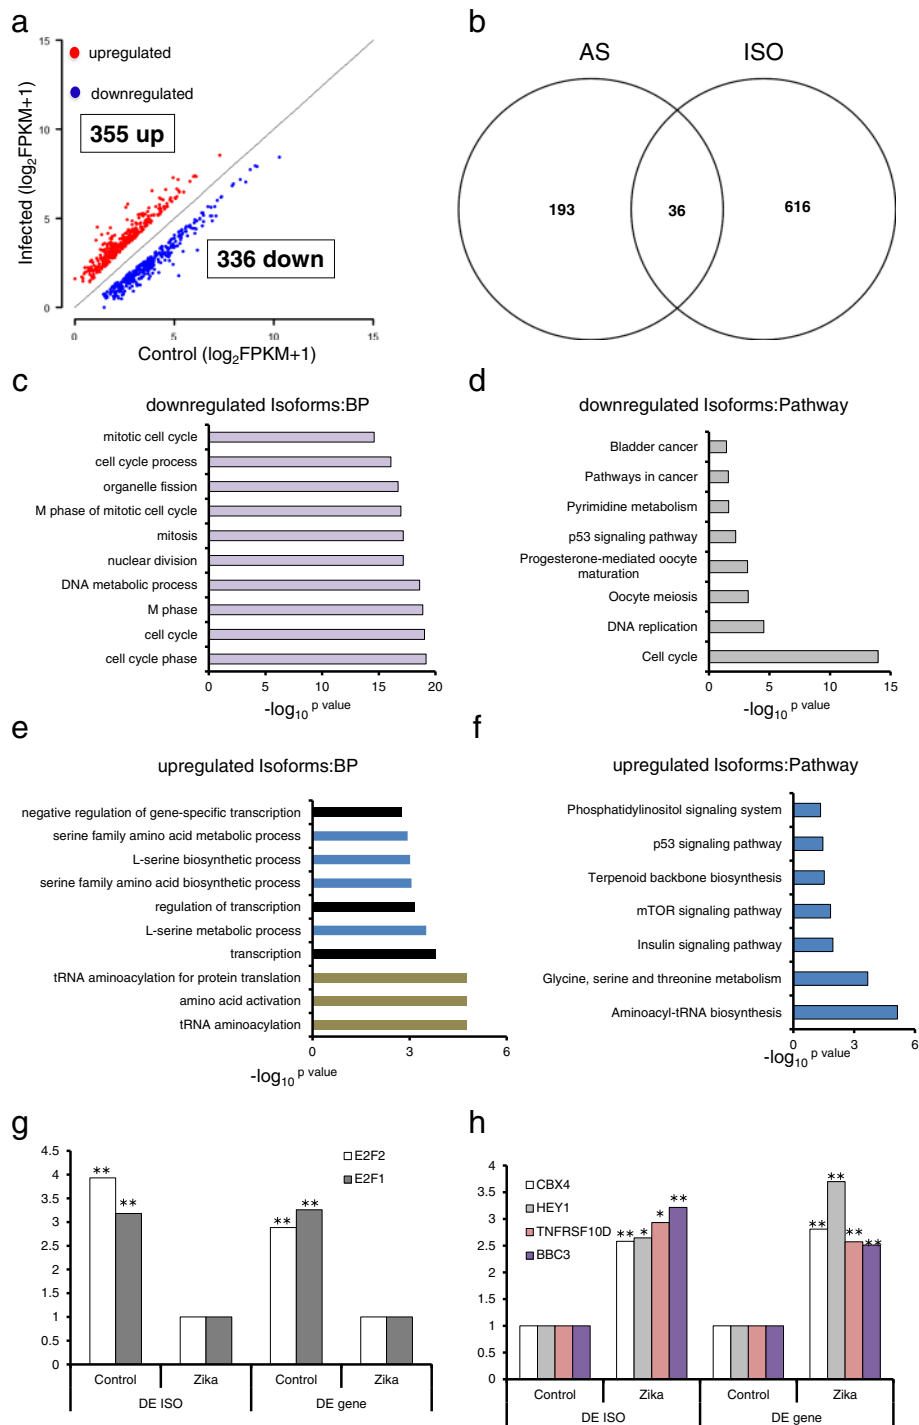 a
15
upregulated
downregulated
355 up
10
5
336 down
0
Infected (log2FPKM+1)
0 5 10 15
Control (log2FPKM+1)
b
AS ISO
193 36 616
c
downregulated Isoforms:BP
mitotic cell cycle
cell cycle process
organelle fission
M phase of mitotic cell cycle
mitosis
nuclear division
DNA metabolic process
M phase
cell cycle
cell cycle phase
0 5 10 15 20
-log10 p value
d
downregulated Isoforms:Pathway
Bladder cancer
Pathways in cancer
Pyrimidine metabolism
p53 signaling pathway
Progesterone-mediated oocyte
maturation
Oocyte meiosis
DNA replication
Cell cycle
0 5 10 15
-log10 p value
e
upregulated Isoforms:BP
negative regulation of gene-specific transcription
serine family amino acid metabolic process
L-serine biosynthetic process
serine family amino acid biosynthetic process
regulation of transcription
L-serine metabolic process
transcription
tRNA aminoacylation for protein translation
amino acid activation
tRNA aminoacylation
0 3 6
-log10 p value
f
upregulated Isoforms:Pathway
Phosphatidylinositol signaling system
p53 signaling pathway
Terpenoid backbone biosynthesis
mTOR signaling pathway
Insulin signaling pathway
Glycine, serine and threonine metabolism
Aminoacyl-tRNA biosynthesis
0 3 6
-log10 p value
g
4.5
4
3.5
3
2.5
2
1.5
1
0.5
0
E2F2
E2F1
** ** ** **
Control Zika Control Zika
DE ISO DE gene
h
4
3.5
3
2.5
2
1.5
1
0.5
0
CBX4
HEY1
TNFRSF10D
BBC3
** * * ** ** ** ** **
Control Zika Control Zika
DE ISO DE gene